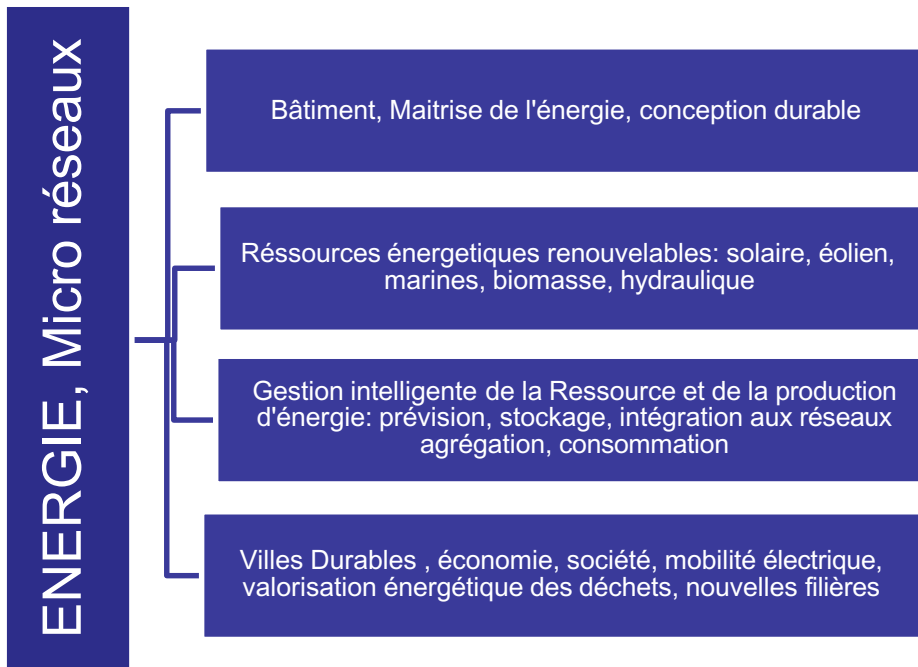 ENERGIE, Micro réseaux
Bâtiment, Maitrise de l'énergie, conception durable
Réssources énergetiques renouvelables: solaire, éolien,
marines, biomasse, hydraulique
Gestion intelligente de la Ressource et de la production
d'énergie: prévision, stockage, intégration aux réseaux
agrégation, consommation
Villes Durables , économie, société, mobilité électrique,
valorisation énergétique des déchets, nouvelles filières